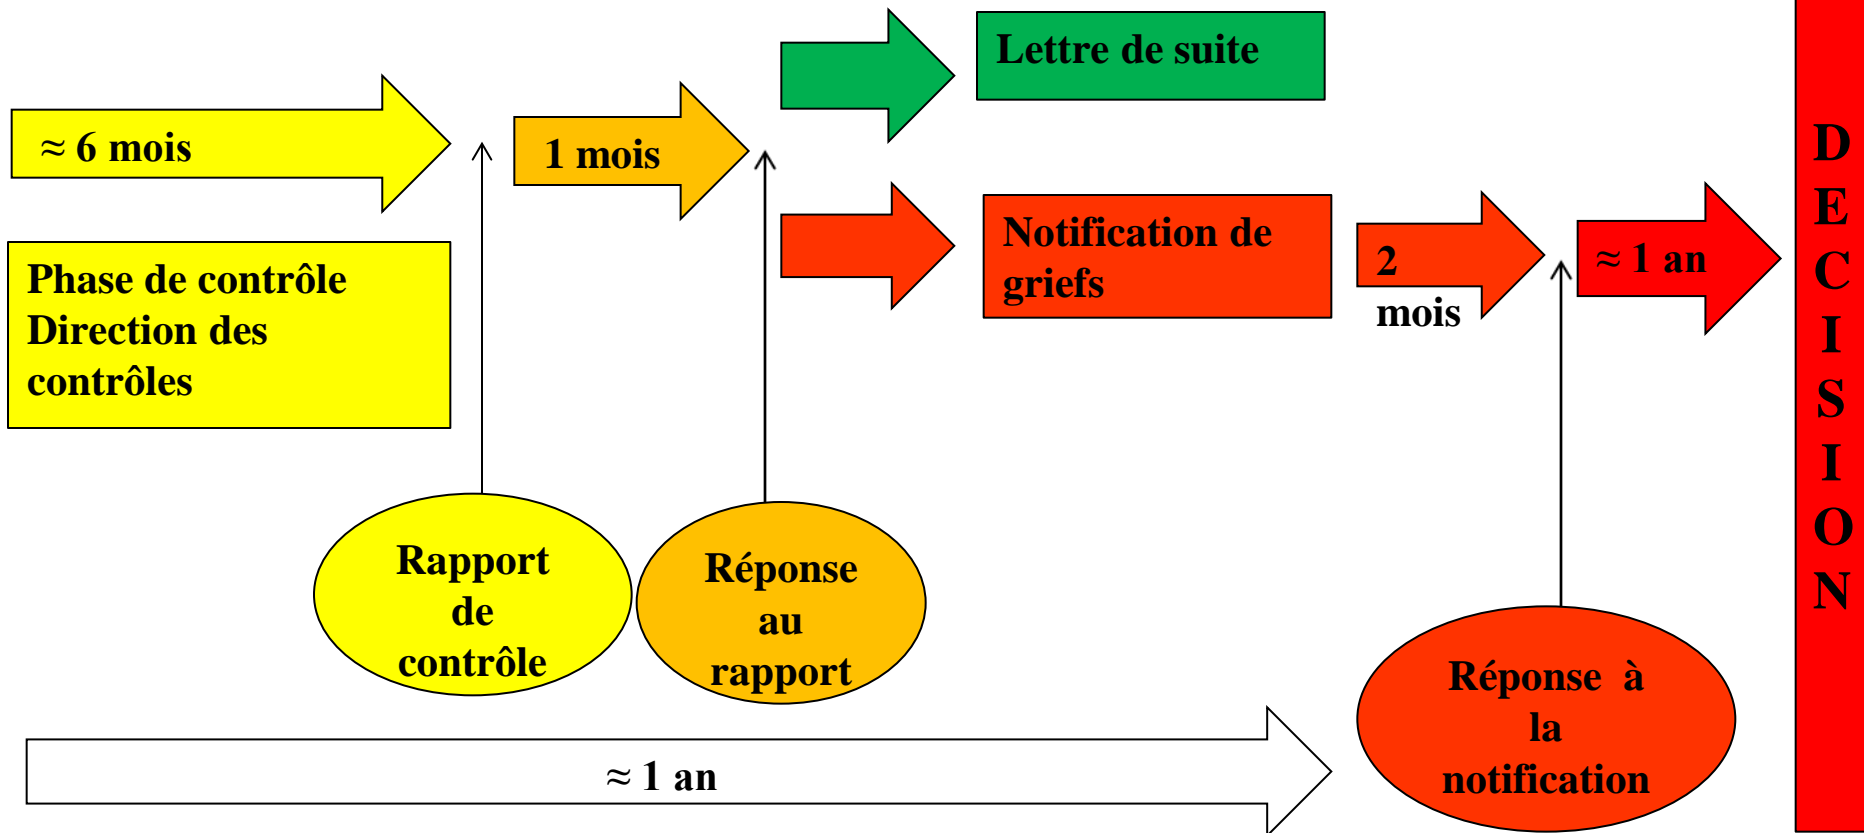 Lettre de suite
≈ 6 mois
1 mois
Phase de contrôle
Direction des
contrôles
Notification de
griefs
2
mois
≈ 1 an
D
E
C
I
S
I
O
N
Rapport
de
contrôle
Réponse
au
rapport
Réponse à
la
notification
≈ 1 an